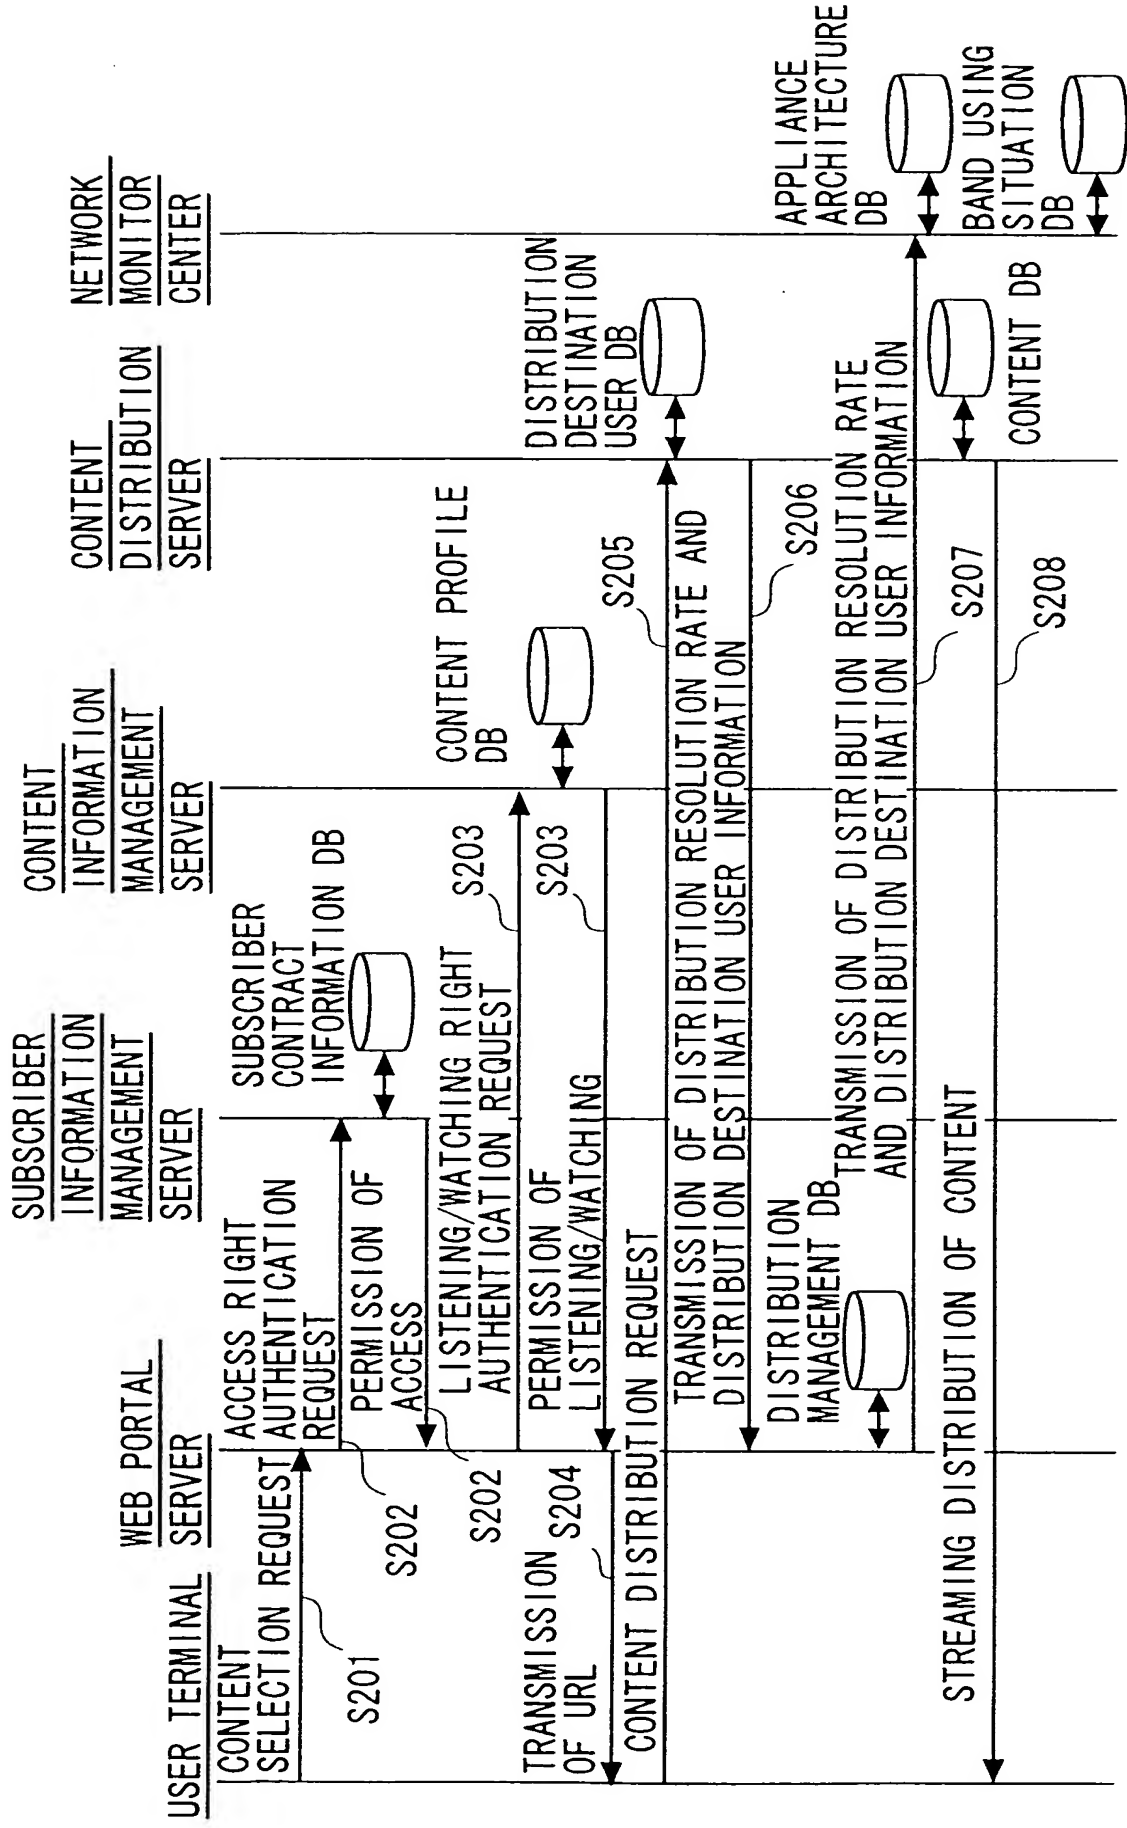 USER TERMINAL
WEB PORTAL
SERVER
SUBSCRIBER
INFORMATION
MANAGEMENT
SERVER
CONTENT
INFORMATION
MANAGEMENT
SERVER
CONTENT
DISTRIBUTION
SERVER
NETWORK
MONITOR
CENTER
CONTENT
SELECTION REQUEST
S201
ACCESS RIGHT
AUTHENTICATION
REQUEST
S202
SUBSCRIBER
CONTRACT
INFORMATION DB
PERMISSION OF
ACCESS
S202
LISTENING/WATCHING RIGHT
AUTHENTICATION REQUEST
S203
CONTENT PROFILE
DB
PERMISSION OF
LISTENING/WATCHING
S203
TRANSMISSION
OF URL
S204
CONTENT DISTRIBUTION REQUEST
S205
DISTRIBUTION
DESTINATION
USER DB
TRANSMISSION OF DISTRIBUTION RESOLUTION RATE AND
DISTRIBUTION DESTINATION USER INFORMATION
S206
DISTRIBUTION
MANAGEMENT DB
TRANSMISSION OF DISTRIBUTION RESOLUTION RATE
AND DISTRIBUTION DESTINATION USER INFORMATION
S207
APPLIANCE
ARCHITECTURE
DB
BAND USING
SITUATION
DB
CONTENT DB
STREAMING DISTRIBUTION OF CONTENT
S208